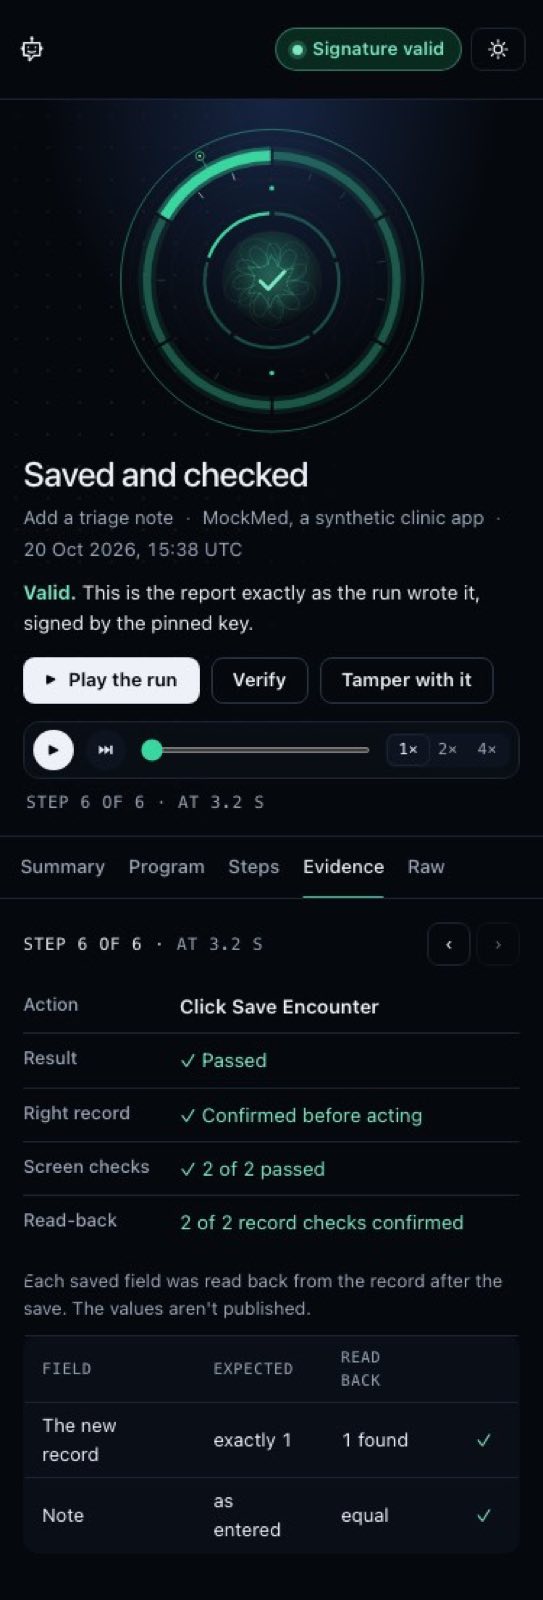 Signature valid
Saved and checked
Add a triage note · MockMed, a synthetic clinic app ·
20 Oct 2026, 15:38 UTC
Valid. This is the report exactly as the run wrote it,
signed by the pinned key.
Play the run
Verify
Tamper with it
1×
2×
4×
STEP 6 OF 6 · AT 3.2 S
Summary
Program
Steps
Evidence
Raw
STEP 6 OF 6 · AT 3.2 S
Action
Click Save Encounter
Result
✓ Passed
Right record
✓ Confirmed before acting
Screen checks
✓ 2 of 2 passed
Read-back
2 of 2 record checks confirmed
Each saved field was read back from the record after the
save. The values aren't published.
FIELD
EXPECTED
READ
BACK
The new
record
exactly 1
1 found
✓
Note
as
entered
equal
✓